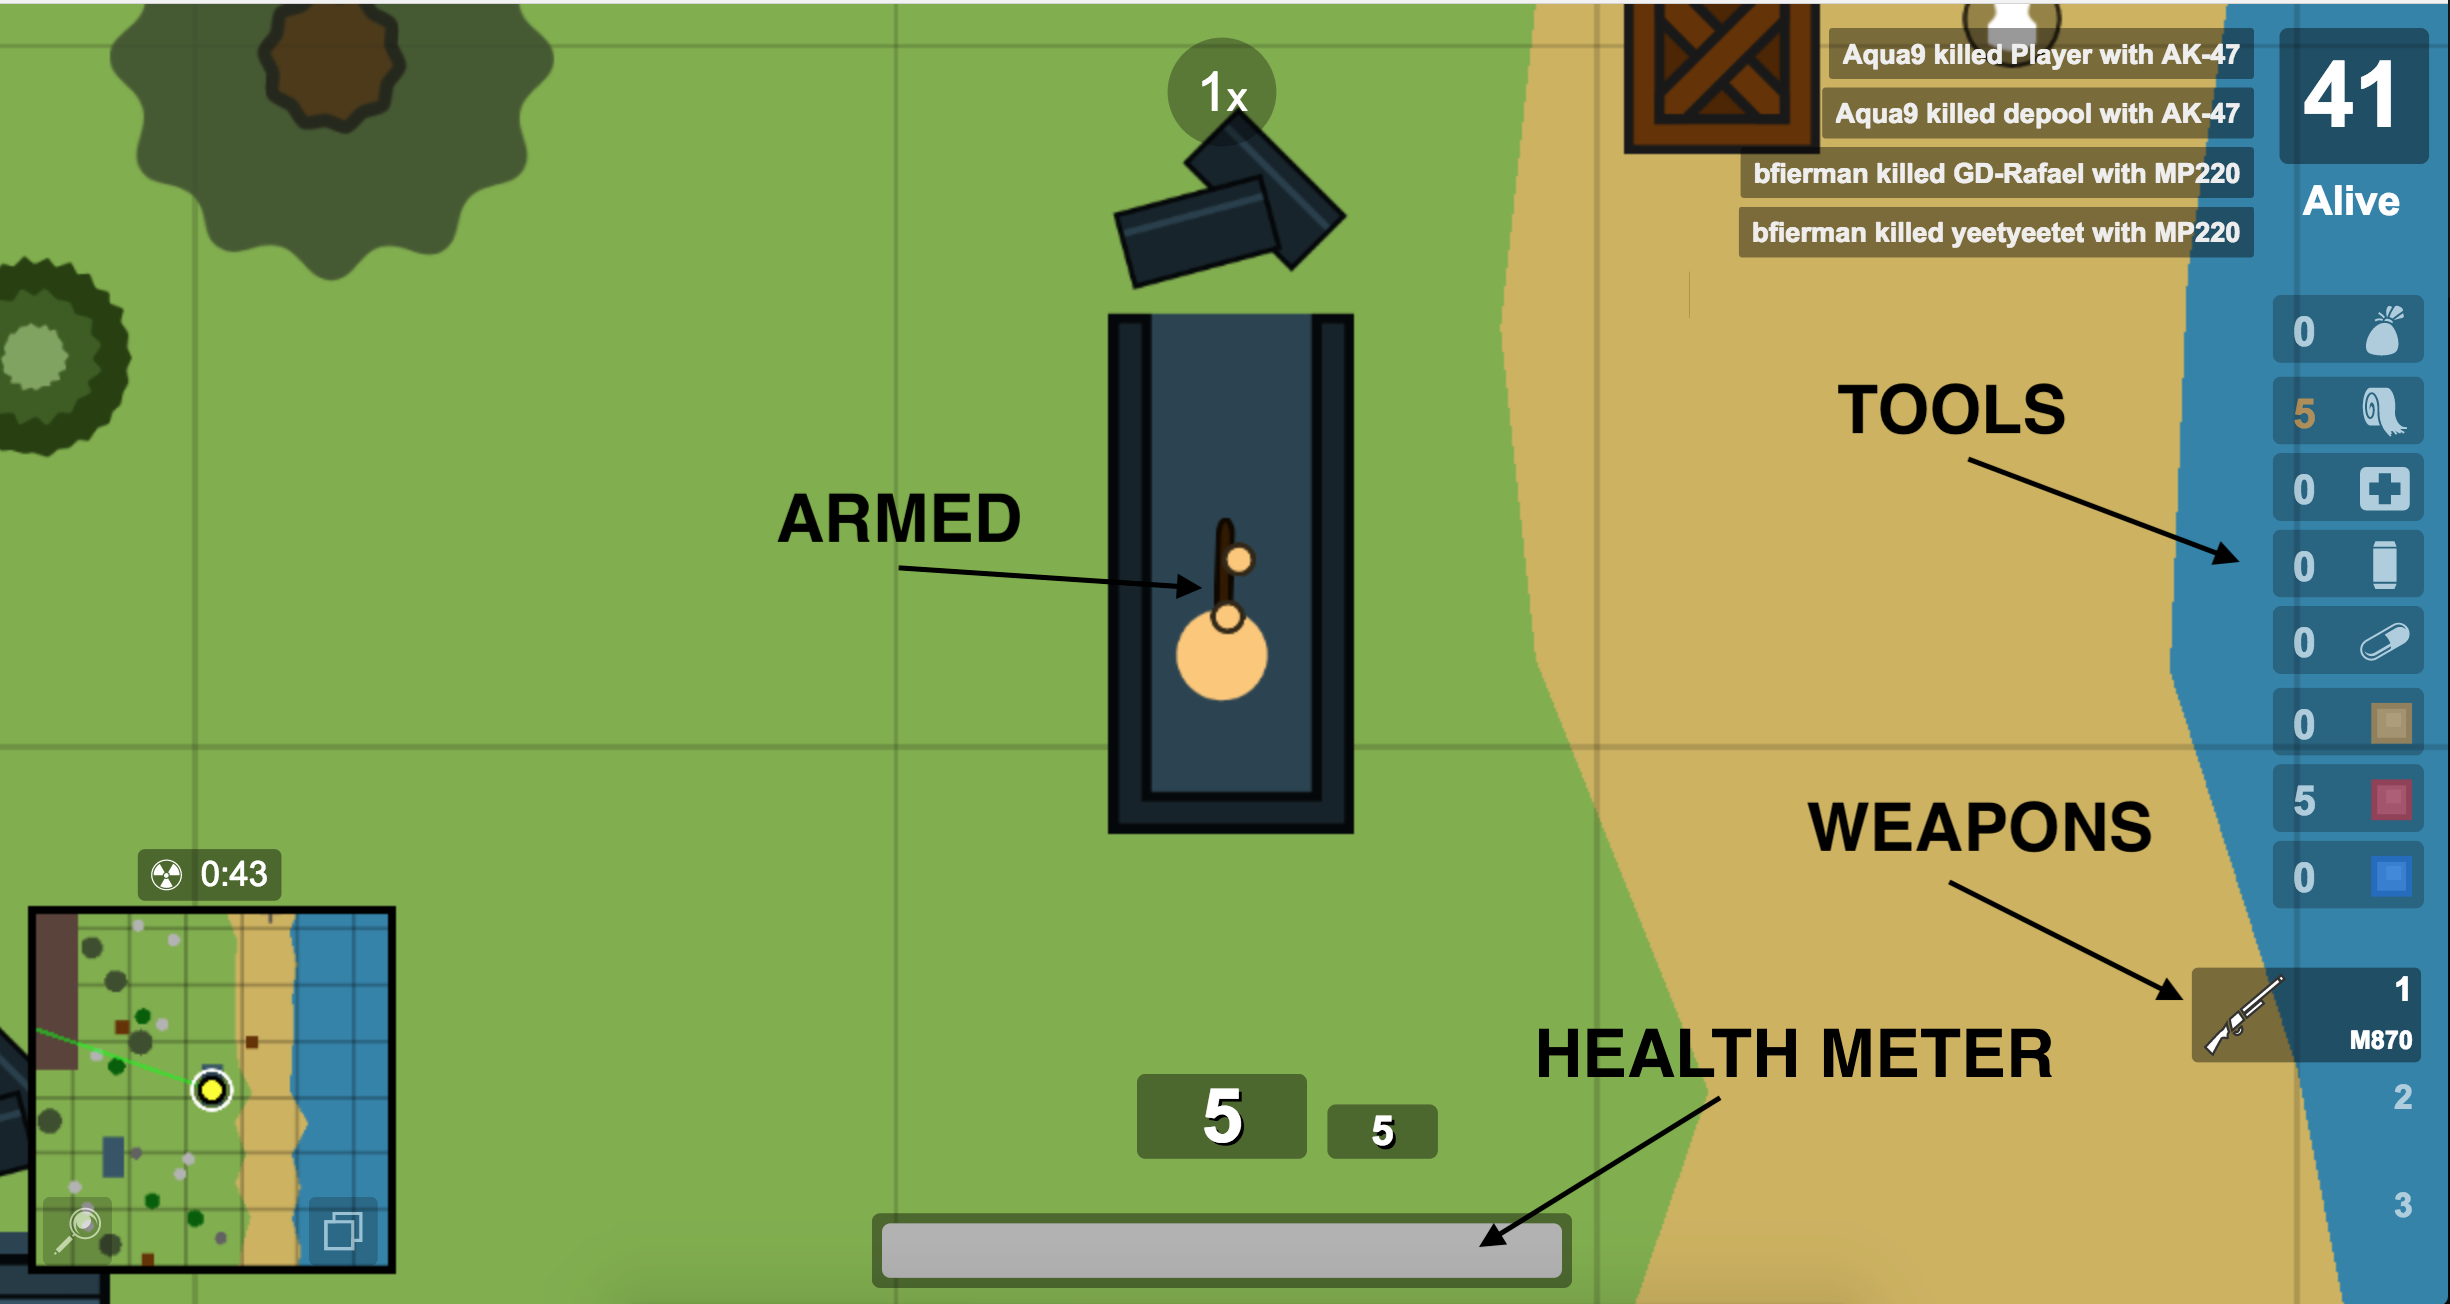 1x
Aqua9 killed Player with AK-47
Aqua9 killed depool with AK-47
bfierman killed GD-Rafael with MP220
bfierman killed yeetyeetet with MP220
41
Alive
0
5
0
0
0
0
5
0
TOOLS
ARMED
WEAPONS
HEALTH METER
1
M870
2
3
0:43
5
5